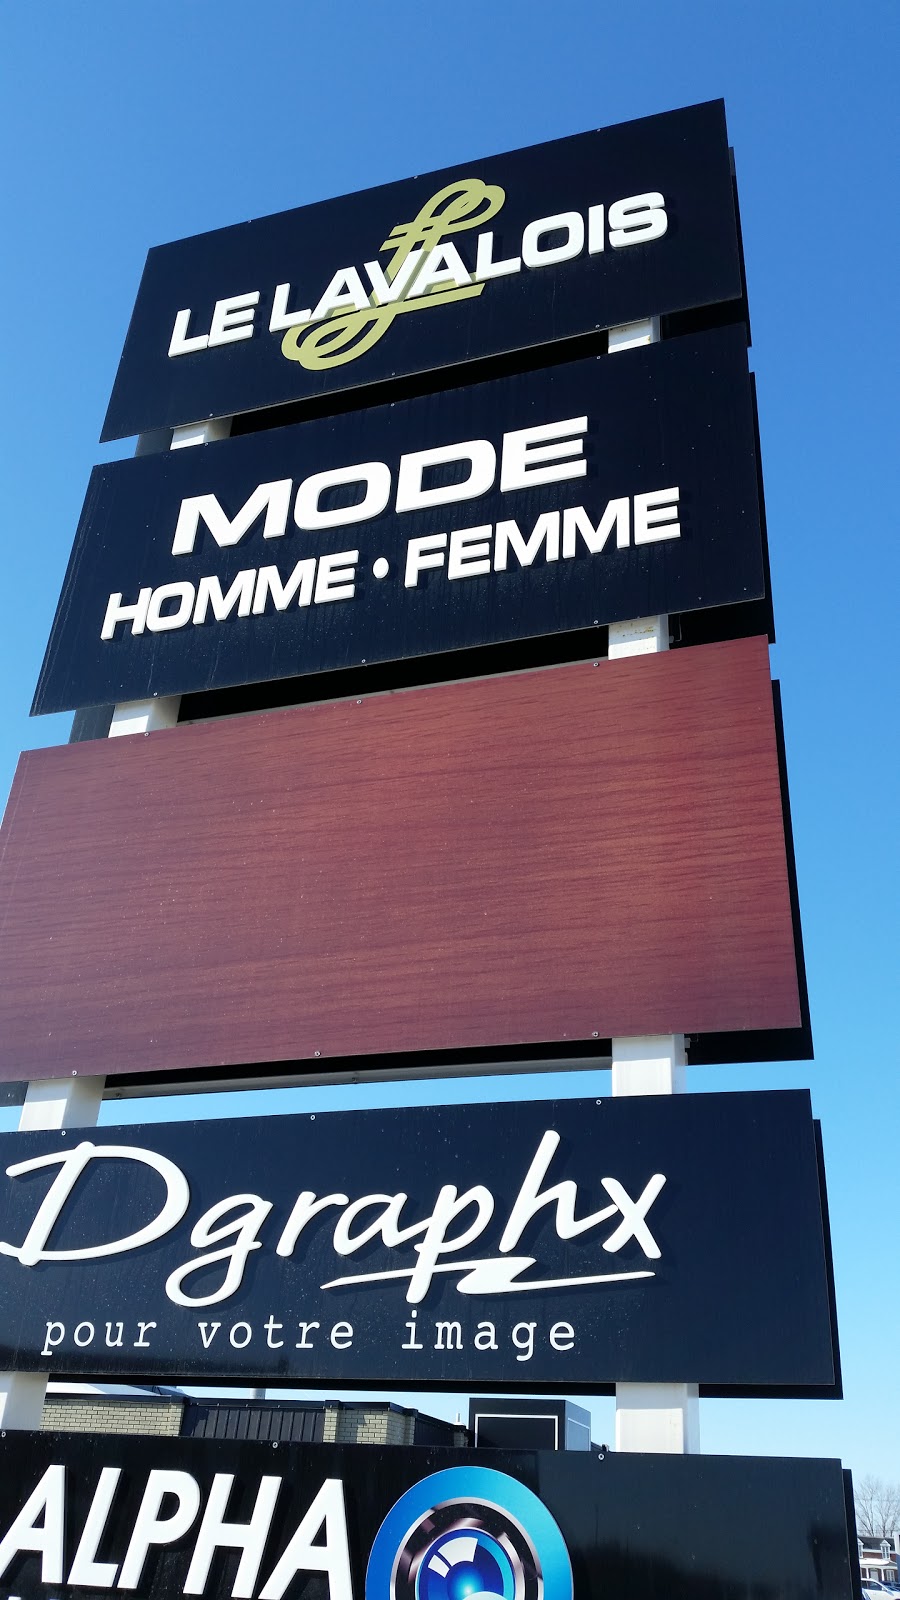 LE LAVALOIS
MODE
HOMME • FEMME
Dgraphx
pour votre image
ALPHA